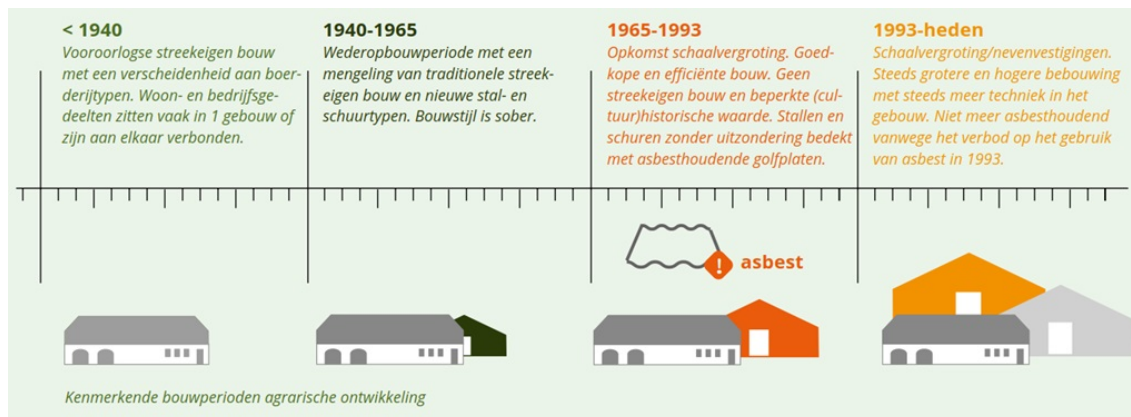 < 1940
Vooroorlogse streekeigen bouw
met een verscheidenheid aan boer-
derijtypen. Woon- en bedrijfsge-
deelten zitten vaak in 1 gebouw of
zijn aan elkaar verbonden.
1940-1965
Wederopbouwperiode met een
mengeling van traditionele streek-
eigen bouw en nieuwe stal- en
schuurtypen. Bouwstijl is sober.
1965-1993
Opkomst schaalvergroting. Goed-
kope en efficiënte bouw. Geen
streekeigen bouw en beperkte (cul-
tuur)historische waarde. Stallen en
schuren zonder uitzondering bedekt
met asbesthoudende golfplaten.
1993-heden
Schaalvergroting/nevenvestigingen.
Steeds grotere en hogere bebouwing
met steeds meer techniek in het
gebouw. Niet meer asbesthoudend
vanwege het verbod op het gebruik
van asbest in 1993.
! asbest
Kenmerkende bouwperioden agrarische ontwikkeling